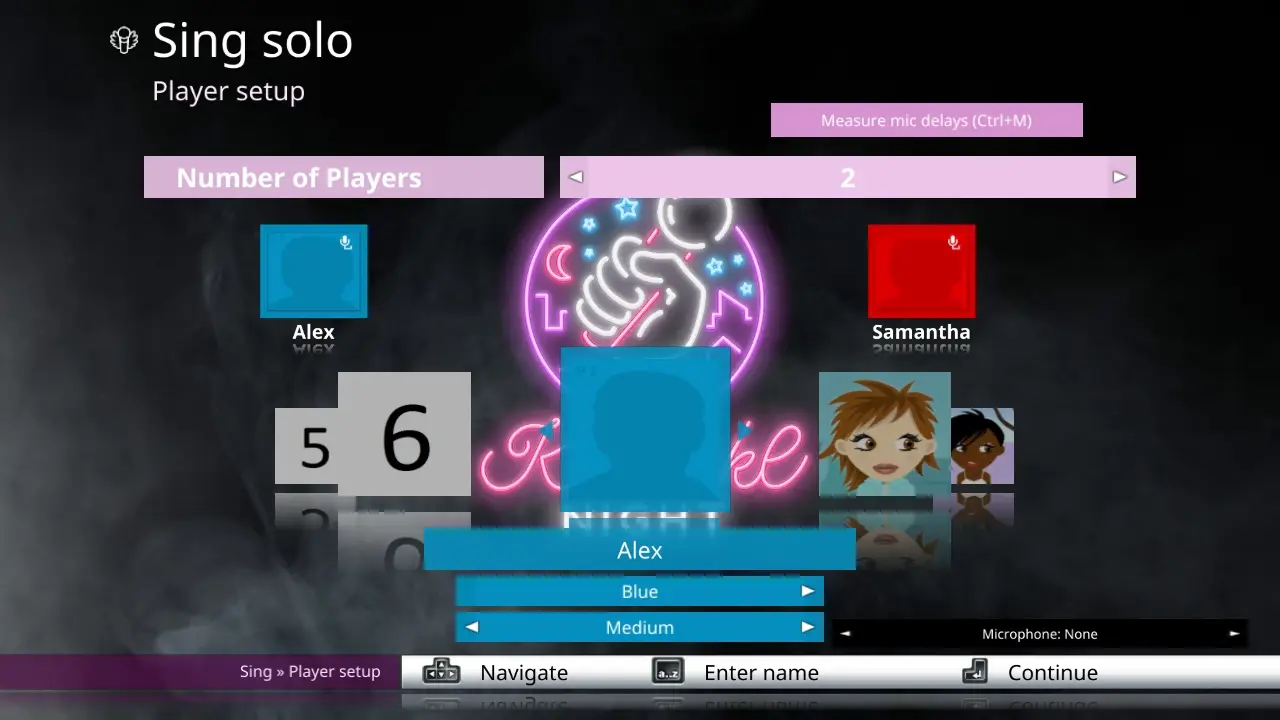 Sing solo
Player setup
Measure mic delays (Ctrl+M)
Number of Players
2
Alex
Samantha
5
6
NIGHT
Alex
Blue
Medium
Microphone: None
Sing » Player setup
Navigate
a..z
Enter name
Continue